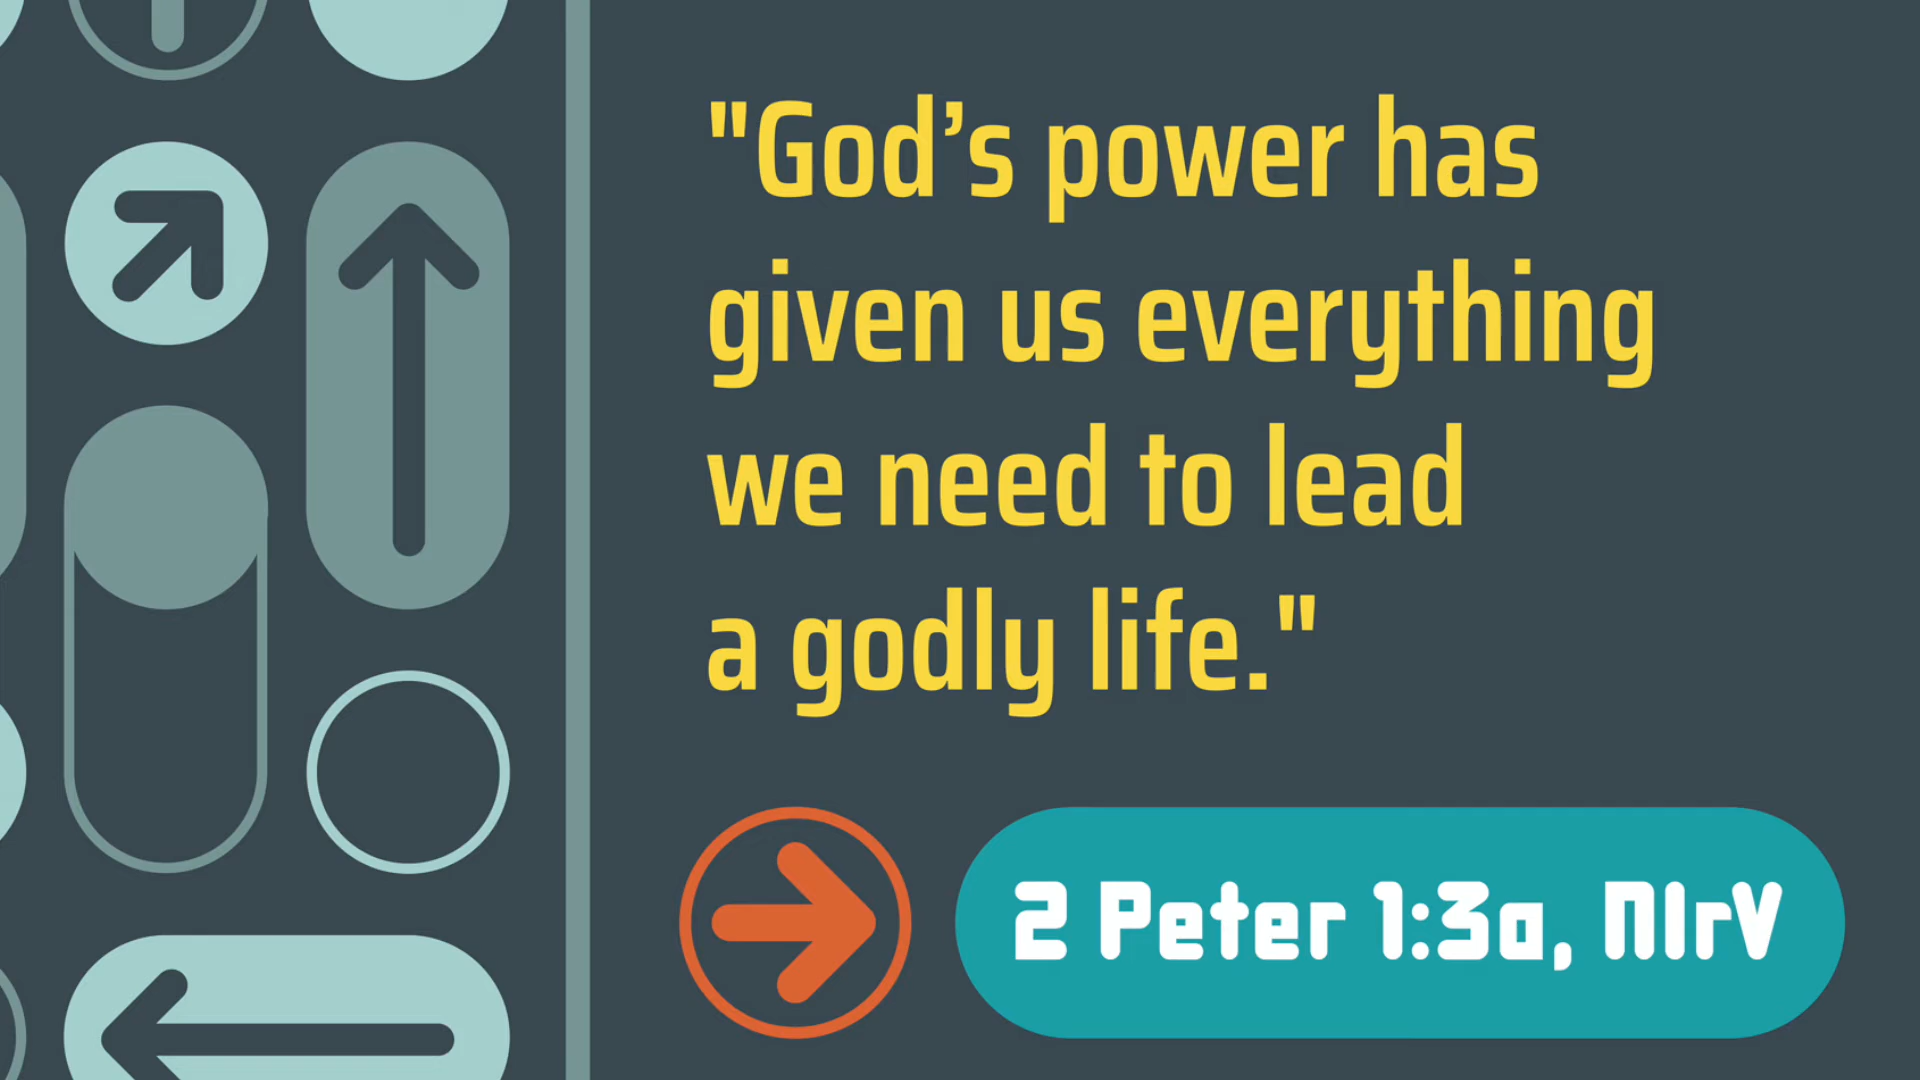 "God’s power has
given us everything
we need to lead
a godly life."
2 Peter 1:3a, NIrV